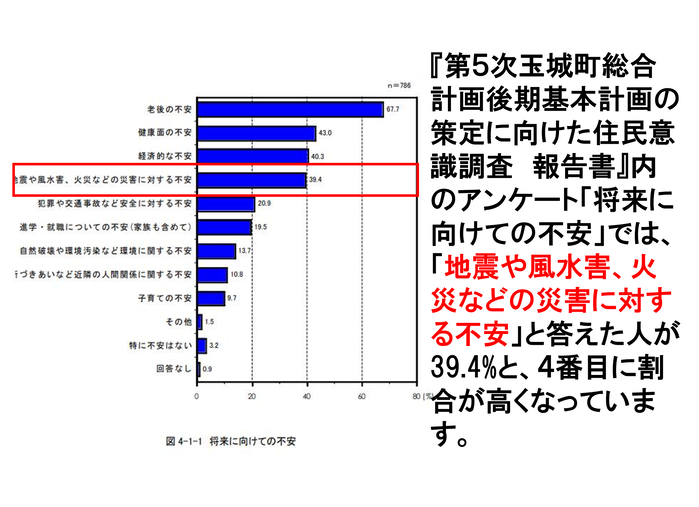 n＝786
老後の不安 67.7
健康面の不安 43.0
経済的な不安 40.3
地震や風水害、火災などの災害に対する不安 39.4
犯罪や交通事故など安全に対する不安 20.9
進学・就職についての不安（家族も含めて） 19.5
自然破壊や環境汚染など環境に関する不安 13.7
づきあいなど近隣の人間関係に関する不安 10.8
子育ての不安 9.7
その他 1.5
特に不安はない 3.2
回答なし 0.9
0 20 40 60 80 (%)
図 4-1-1 将来に向けての不安
『第５次玉城町総合
計画後期基本計画の
策定に向けた住民意
識調査　報告書』内
のアンケート「将来に
向けての不安」では、
「地震や風水害、火
災などの災害に対す
る不安」と答えた人が
39.4%と、４番目に割
合が高くなっていま
す。